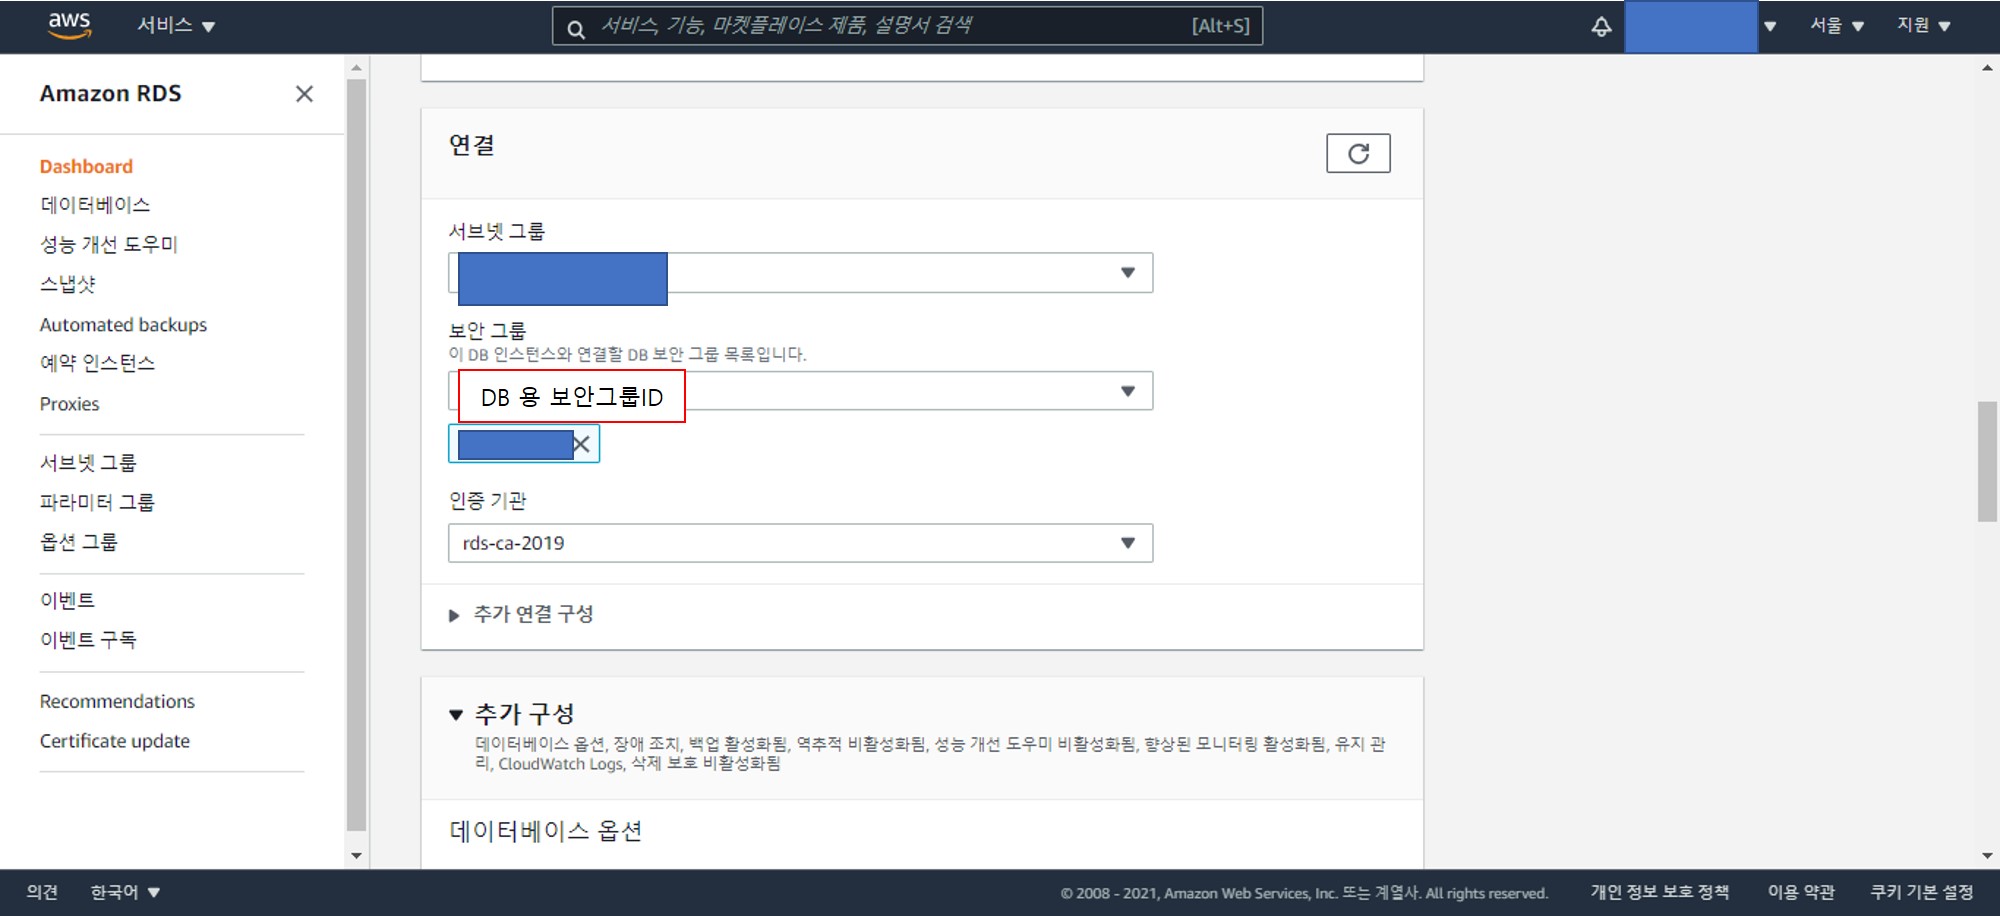 aws
서비스
서비스, 기능, 마켓플레이스 제품, 설명서 검색
[Alt+S]
서울
지원
Amazon RDS
Dashboard
데이터베이스
성능 개선 도우미
스냅샷
Automated backups
예약 인스턴스
Proxies
서브넷 그룹
파라미터 그룹
옵션 그룹
이벤트
이벤트 구독
Recommendations
Certificate update
연결
서브넷 그룹
보안 그룹
이 DB 인스턴스와 연결할 DB 보안 그룹 목록입니다.
DB 용 보안그룹ID
인증 기관
rds-ca-2019
추가 연결 구성
추가 구성
데이터베이스 옵션, 장애 조치, 백업 활성화됨, 역추적 비활성화됨, 성능 개선 도우미 비활성화됨, 향상된 모니터링 활성화됨, 유지 관
리, CloudWatch Logs, 삭제 보호 비활성화됨
데이터베이스 옵션
의견
한국어
© 2008 - 2021, Amazon Web Services, Inc. 또는 계열사. All rights reserved.
개인 정보 보호 정책
이용 약관
쿠키 기본 설정